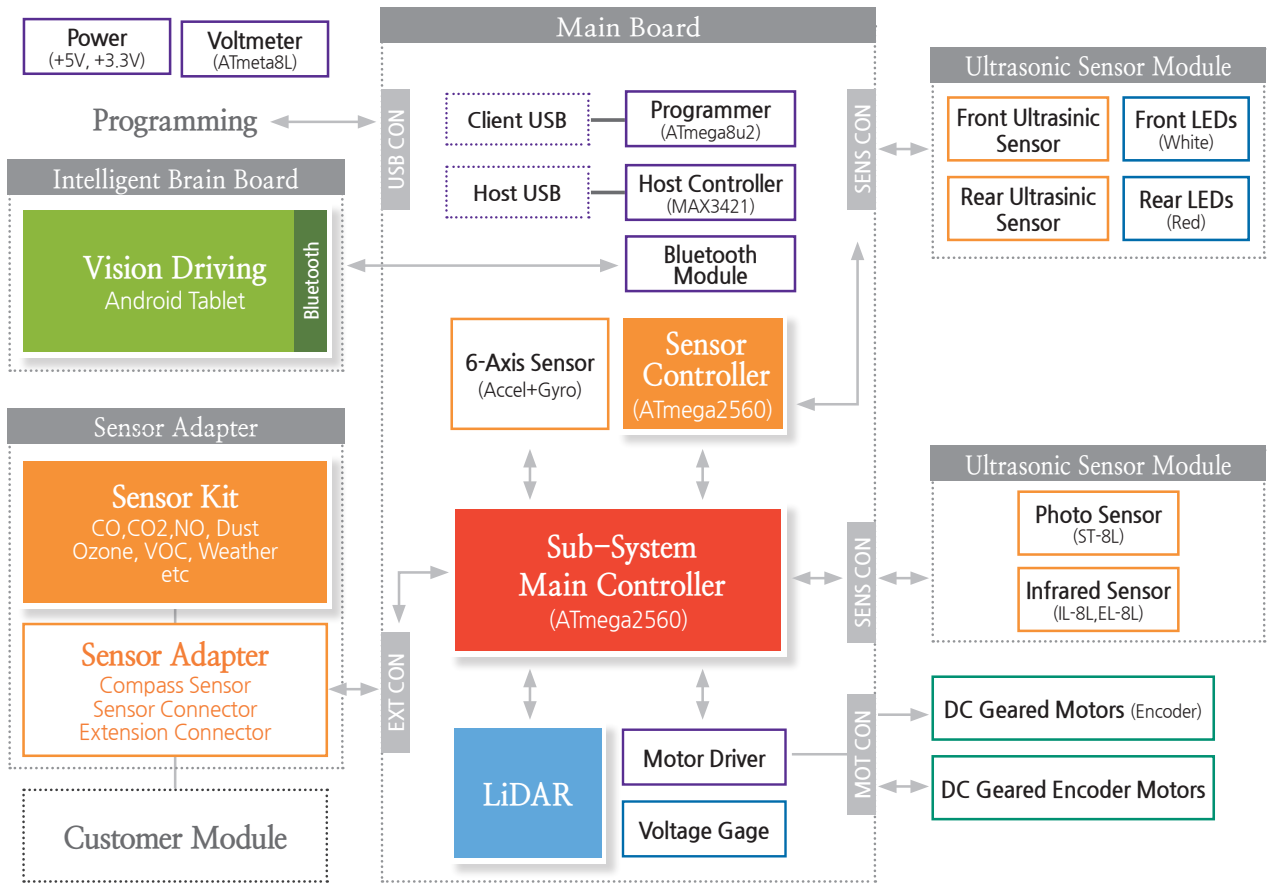 Power
(+5V, +3.3V)
Voltmeter
(ATmeta8L)
Programming
Intelligent Brain Board
Vision Driving
Android Tablet
Bluetooth
Sensor Adapter
Sensor Kit
CO,CO2,NO, Dust
Ozone, VOC, Weather
etc
Sensor Adapter
Compass Sensor
Sensor Connector
Extension Connector
Customer Module
Main Board
USB CON
Client USB
Programmer
(ATmega8u2)
Host USB
Host Controller
(MAX3421)
Bluetooth
Module
6-Axis Sensor
(Accel+Gyro)
Sensor
Controller
(ATmega2560)
Sub-System
Main Controller
(ATmega2560)
EXT CON
LiDAR
Motor Driver
Voltage Gage
SENS CON
SENS CON
MOT CON
Ultrasonic Sensor Module
Front Ultrasinic
Sensor
Front LEDs
(White)
Rear Ultrasinic
Sensor
Rear LEDs
(Red)
Ultrasonic Sensor Module
Photo Sensor
(ST-8L)
Infrared Sensor
(IL-8L,EL-8L)
DC Geared Motors (Encoder)
DC Geared Encoder Motors